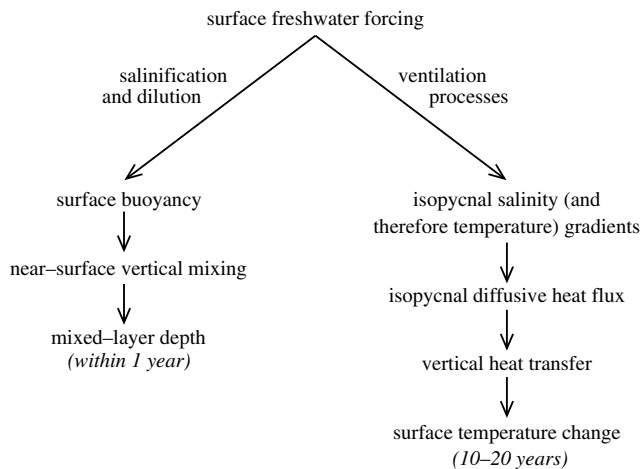 surface freshwater forcing
salinification
and dilution
ventilation
processes
surface buoyancy
near–surface vertical mixing
mixed–layer depth
(within 1 year)
isopycnal salinity (and
therefore temperature) gradients
isopycnal diffusive heat flux
vertical heat transfer
surface temperature change
(10–20 years)